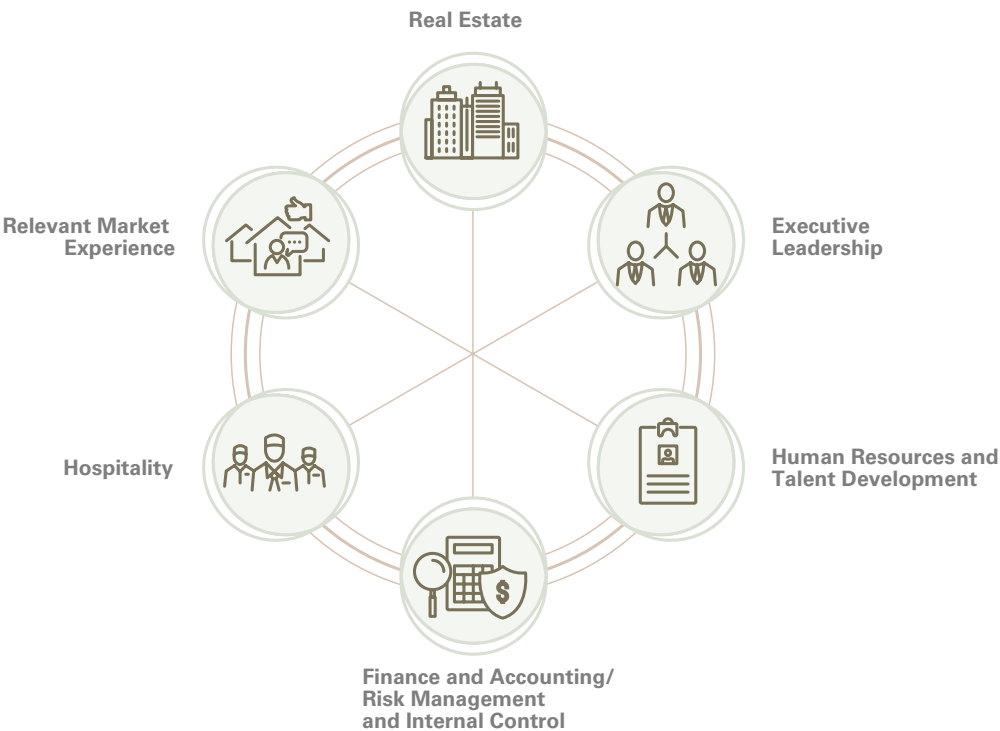 Real Estate
Executive
Leadership
Human Resources and
Talent Development
Finance and Accounting/
Risk Management
and Internal Control
Hospitality
Relevant Market
Experience
$